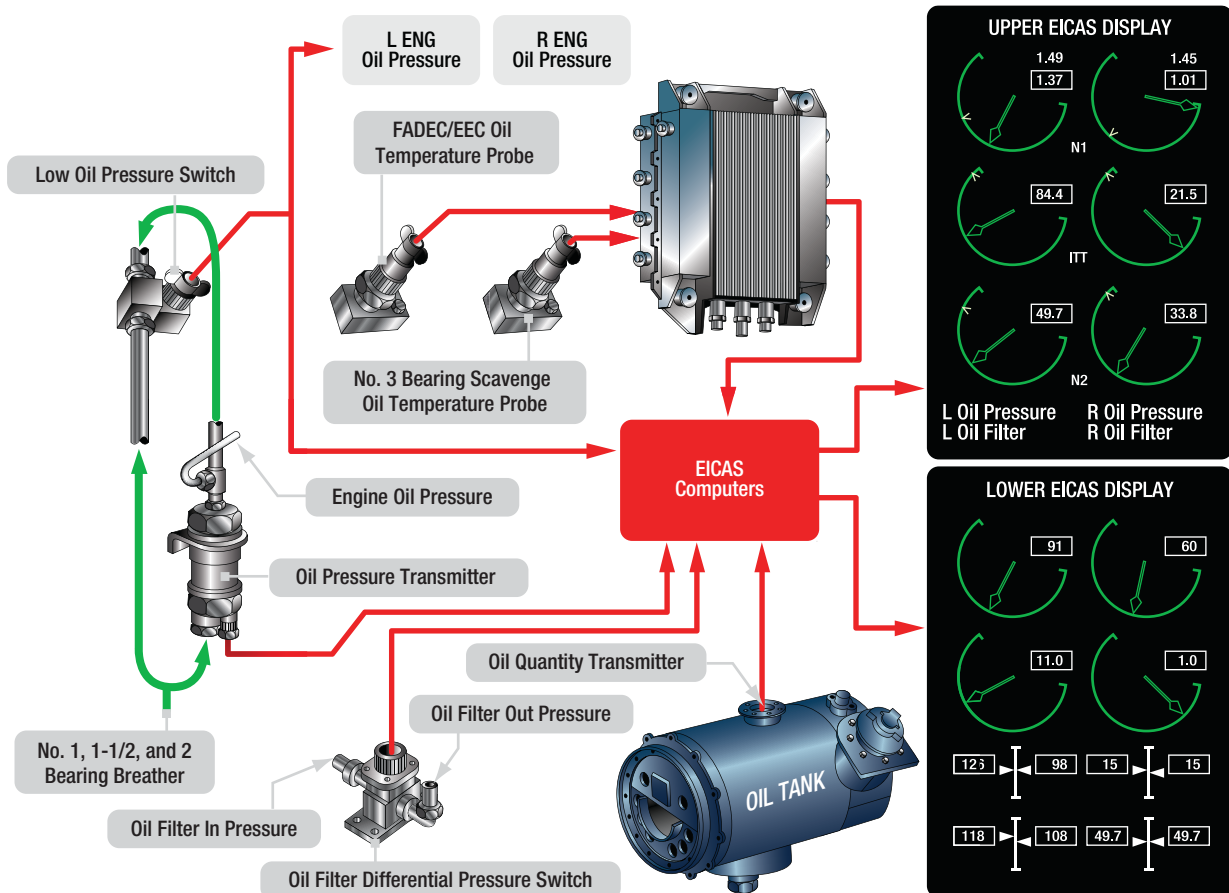 L ENG
Oil Pressure
R ENG
Oil Pressure
FADEC/EEC Oil
Temperature Probe
Low Oil Pressure Switch
No. 3 Bearing Scavenge
Oil Temperature Probe
EICAS
Computers
Engine Oil Pressure
Oil Pressure Transmitter
Oil Quantity Transmitter
Oil Filter Out Pressure
No. 1, 1-1/2, and 2
Bearing Breather
Oil Filter In Pressure
OIL TANK
Oil Filter Differential Pressure Switch
UPPER EICAS DISPLAY
1.49 1.45
1.37 1.01
N1
84.4 21.5
ITT
49.7 33.8
N2
L Oil Pressure R Oil Pressure
L Oil Filter R Oil Filter
LOWER EICAS DISPLAY
91 60
11.0 1.0
126 98 15 15
118 108 49.7 49.7